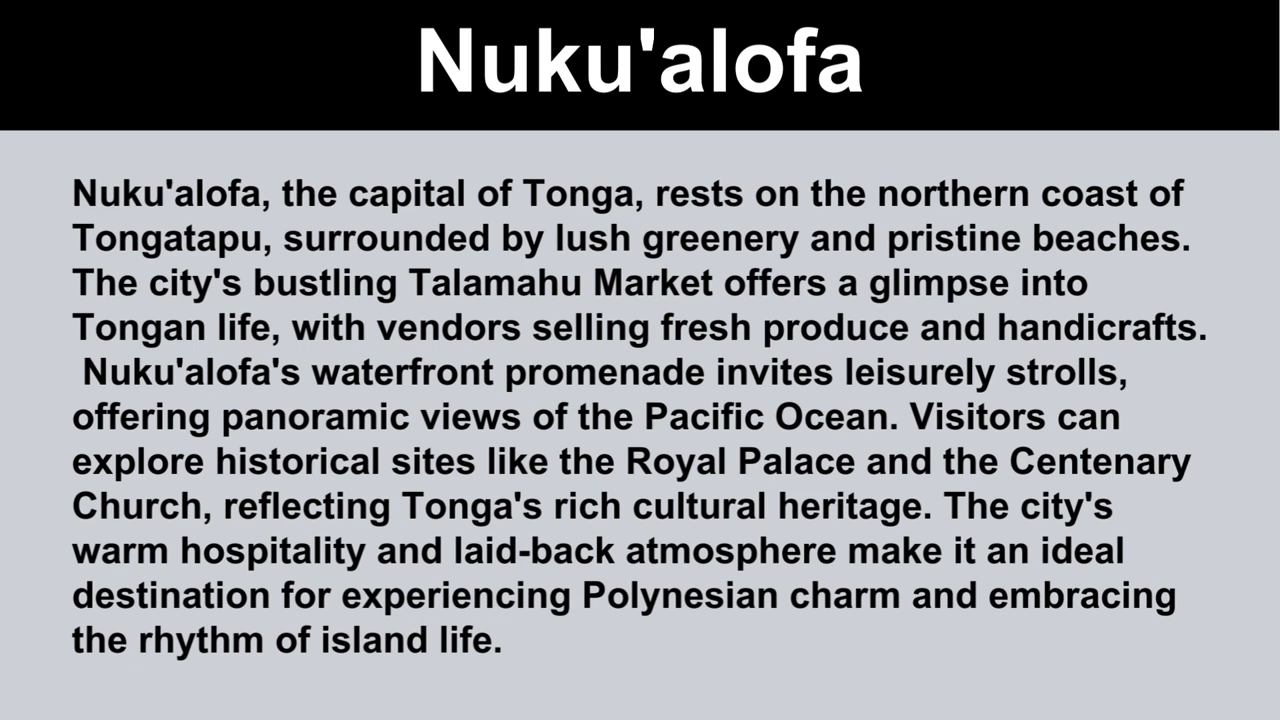 Nuku'alofa
Nuku'alofa, the capital of Tonga, rests on the northern coast of
Tongatapu, surrounded by lush greenery and pristine beaches.
The city's bustling Talamahu Market offers a glimpse into
Tongan life, with vendors selling fresh produce and handicrafts.
Nuku'alofa's waterfront promenade invites leisurely strolls,
offering panoramic views of the Pacific Ocean. Visitors can
explore historical sites like the Royal Palace and the Centenary
Church, reflecting Tonga's rich cultural heritage. The city's
warm hospitality and laid-back atmosphere make it an ideal
destination for experiencing Polynesian charm and embracing
the rhythm of island life.